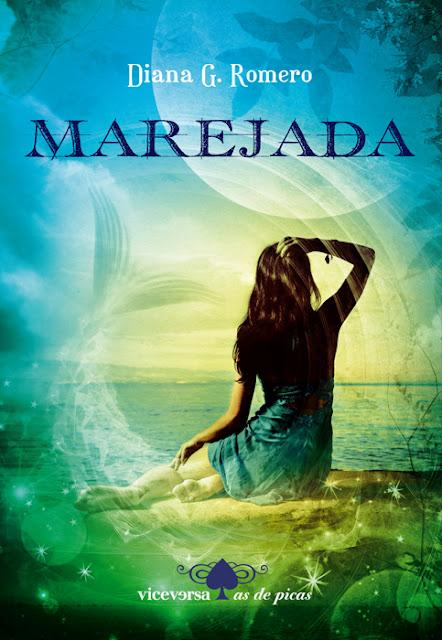 Diana G. Romero
MAREJADA
viceversa as de picas